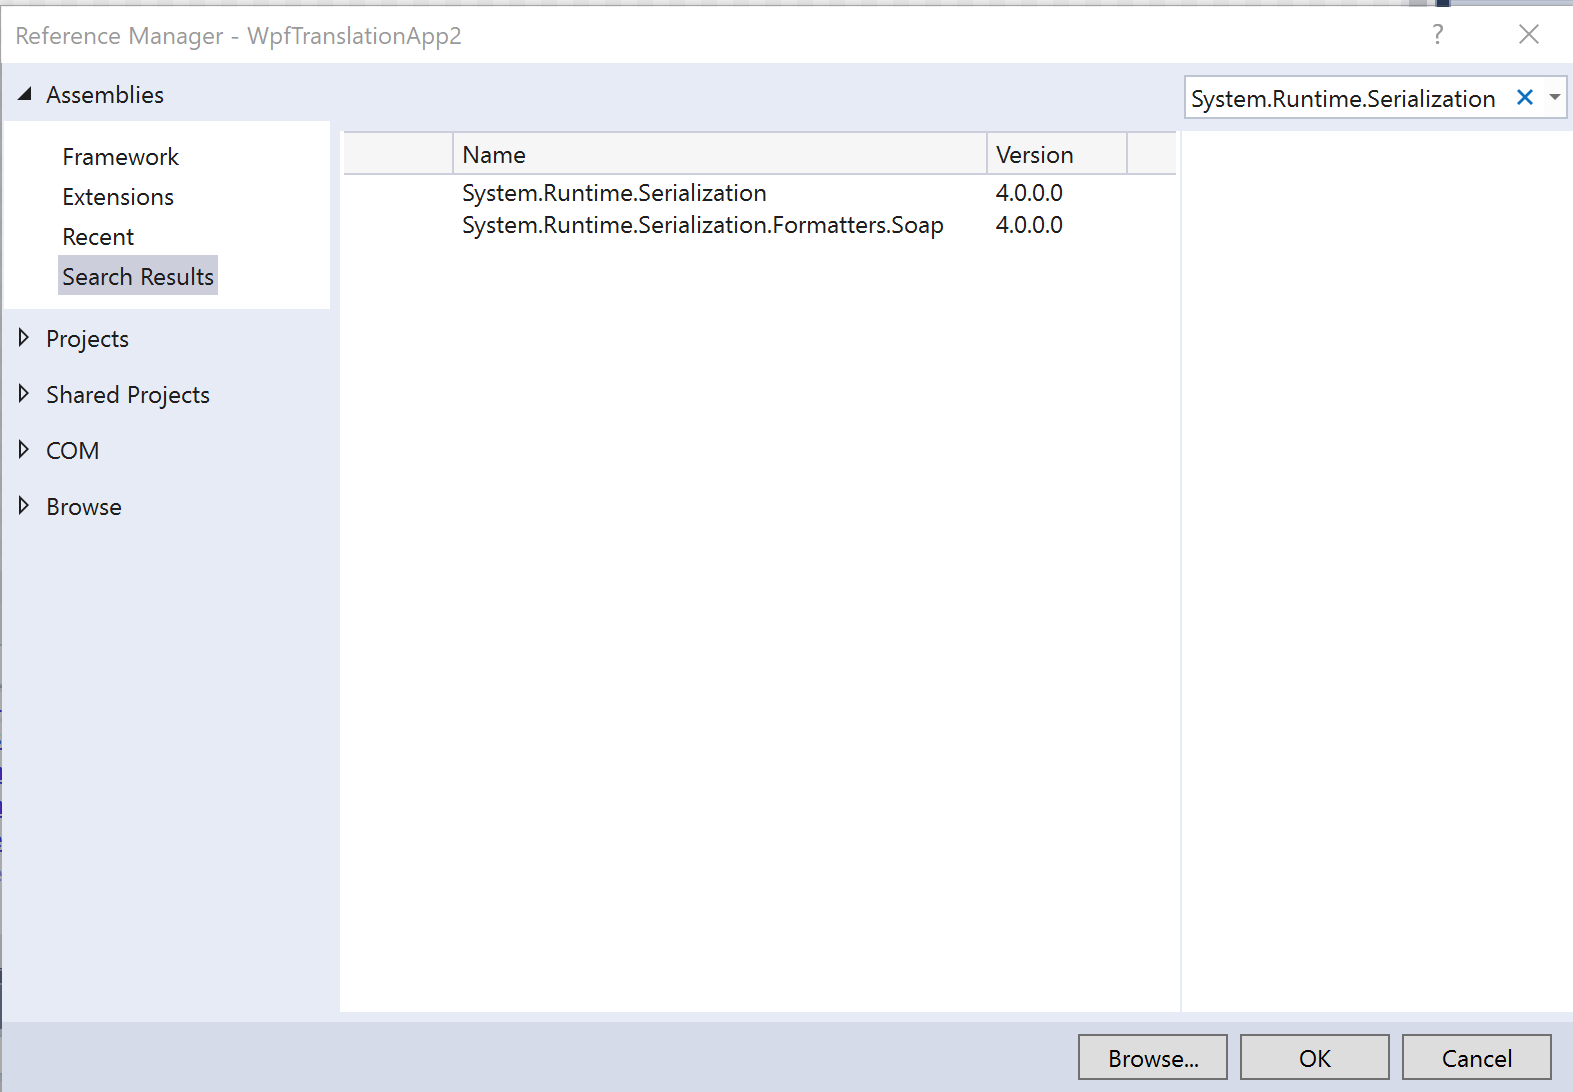 Reference Manager - WpfTranslationApp2
?
Assemblies
System.Runtime.Serialization
Framework
Extensions
Recent
Search Results
Projects
Shared Projects
COM
Browse
Name Version
System.Runtime.Serialization 4.0.0.0
System.Runtime.Serialization.Formatters.Soap 4.0.0.0
Browse... OK Cancel